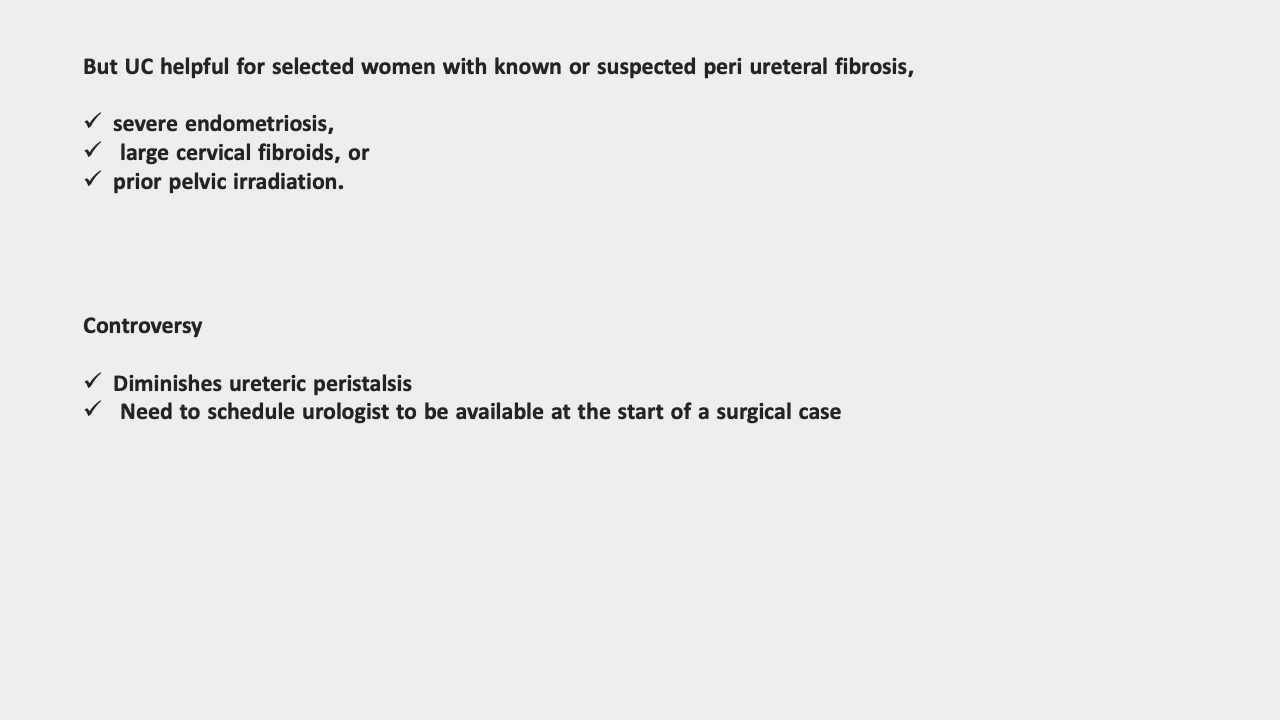 But UC helpful for selected women with known or suspected peri ureteral fibrosis,
✓ severe endometriosis,
✓ large cervical fibroids, or
✓ prior pelvic irradiation.
Controversy
✓ Diminishes ureteric peristalsis
✓ Need to schedule urologist to be available at the start of a surgical case